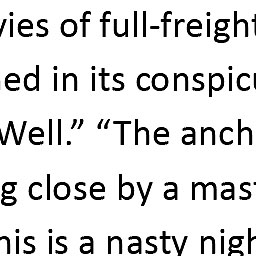 vies of full-freight
ed in its conspicu
Well.” “The anch
g close by a mast
his is a nasty nigh